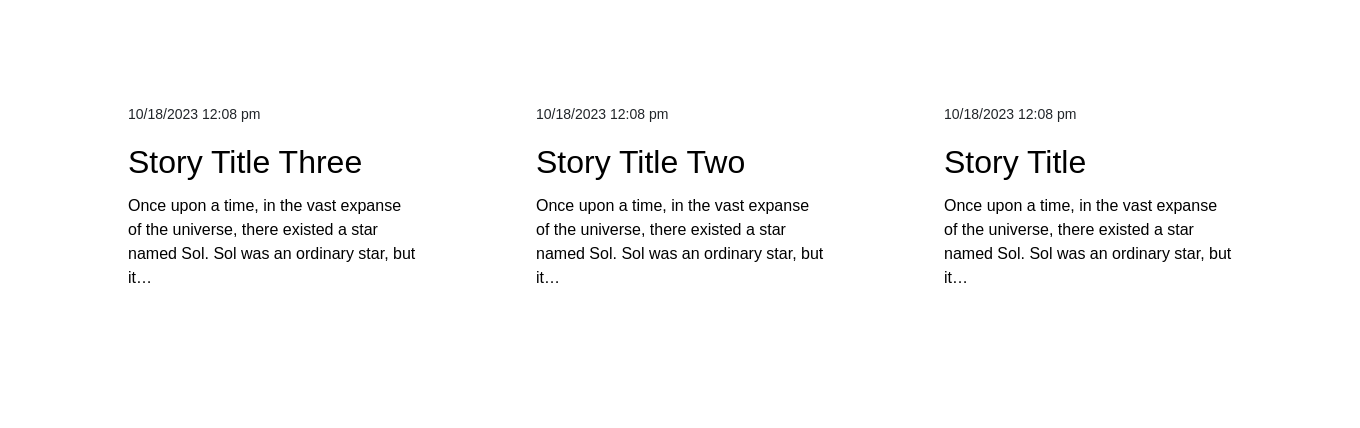 10/18/2023 12:08 pm
Story Title Three
Once upon a time, in the vast expanse
of the universe, there existed a star
named Sol. Sol was an ordinary star, but
it…
10/18/2023 12:08 pm
Story Title Two
Once upon a time, in the vast expanse
of the universe, there existed a star
named Sol. Sol was an ordinary star, but
it…
10/18/2023 12:08 pm
Story Title
Once upon a time, in the vast expanse
of the universe, there existed a star
named Sol. Sol was an ordinary star, but
it…